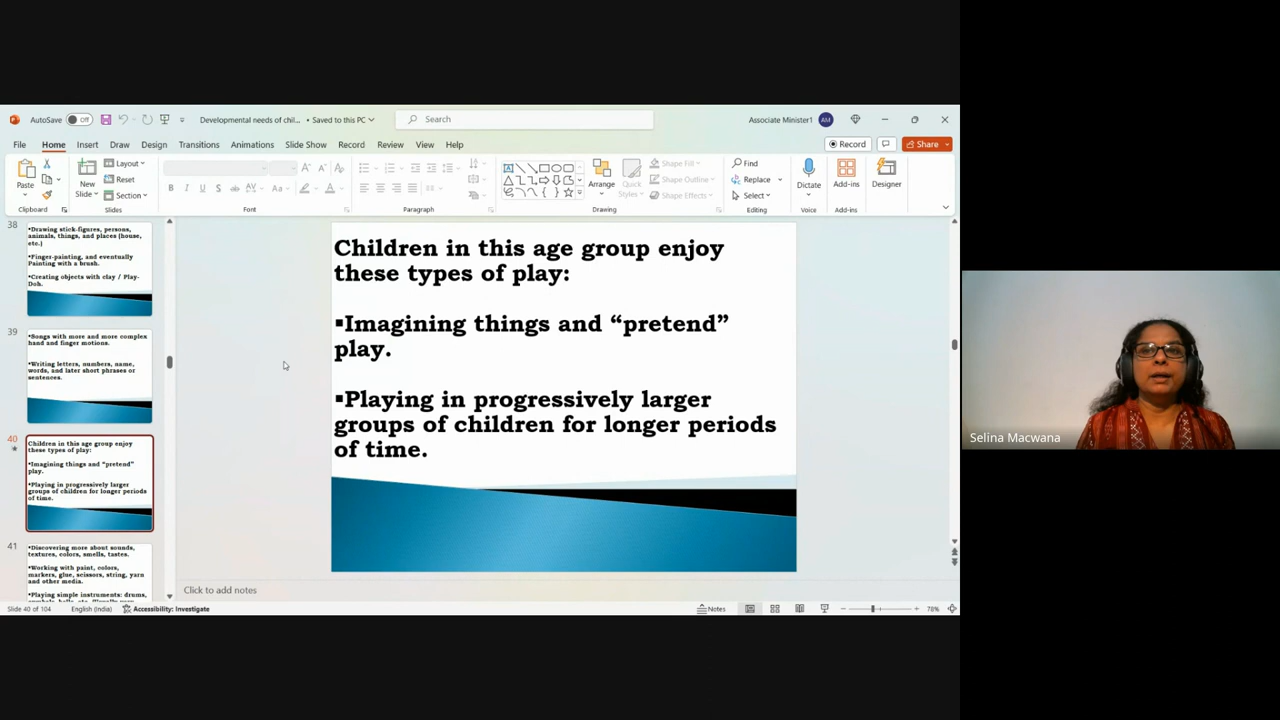 AutoSave Off Developmental needs of chil... • Saved to this PC Search Associate Minister1 AM
File Home Insert Draw Design Transitions Animations Slide Show Record Review View Help Record Share
Paste
Clipboard
New
Slide
Layout
Reset
Section
Slides
B I U S ab AV Aa A
Font
Paragraph
Arrange
Quick
Styles
Shape Fill
Shape Outline
Shape Effects
Drawing
Find
Replace
Select
Editing
Dictate
Voice
Add-ins
Add-ins
Designer
38
▪Drawing stick-figures, persons,
animals, things, and places (house,
etc.)
▪Finger-painting, and eventually
Painting with a brush.
▪Creating objects with clay / Play-
Doh.
39
▪Songs with more and more complex
hand and finger motions.
▪Writing letters, numbers, name,
words, and later short phrases or
sentences.
40
Children in this age group enjoy
these types of play:
▪Imagining things and “pretend”
play.
▪Playing in progressively larger
groups of children for longer periods
of time.
41
▪Discovering more about sounds,
textures, colors, smells, tastes.
▪Working with paint, colors,
markers, glue, scissors, string, yarn
and other media.
▪Playing simple instruments: drums,
Children in this age group enjoy
these types of play:
▪Imagining things and “pretend”
play.
▪Playing in progressively larger
groups of children for longer periods
of time.
Click to add notes
Slide 40 of 104 English (India) Accessibility: Investigate Notes 78%
Selina Macwana